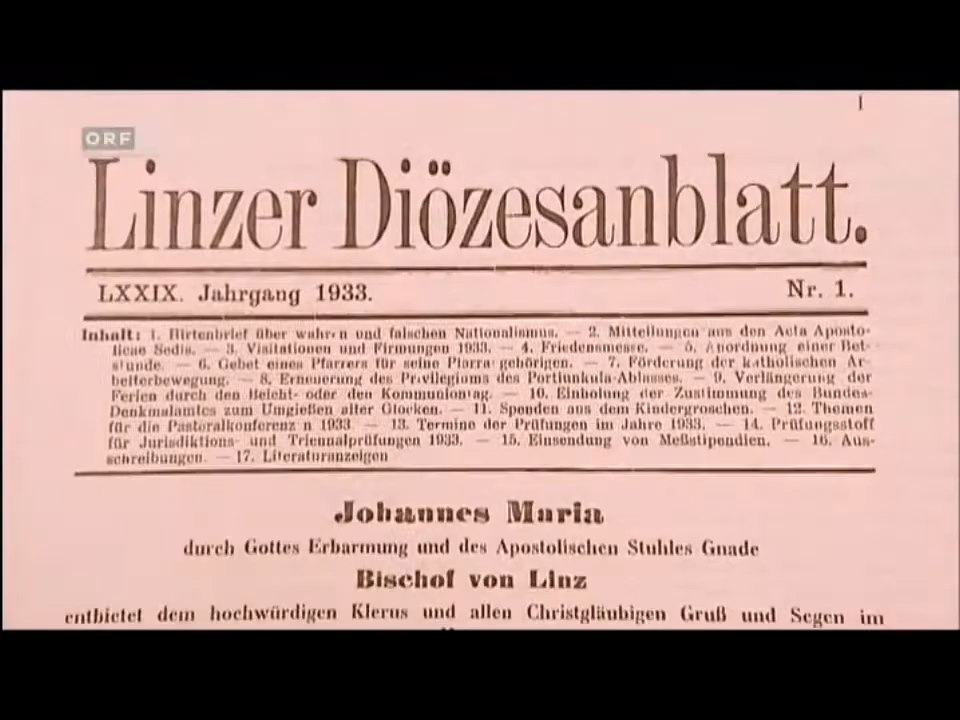 1
ORF
Linzer Diözesanblatt.
LXXIX. Jahrgang 1933. Nr. 1.
Inhalt: 1. Hirtenbrief über wahren und falschen Nationalismus. — 2. Mitteilungen aus den Acta Aposto-
licae Sedis. — 3. Visitationen und Firmungen 1933. — 4. Friedensmesse. — 5. Anordnung einer Bet-
stunde. — 6. Gebet eines Pfarrers für seine Pfarrangehörigen. — 7. Förderung der katholischen Ar-
beiterbewegung. — 8. Erneuerung des Privilegiums des Portiunkula-Ablasses. — 9. Verlängerung der
Ferien durch den Beicht- oder den Kommuniontag. — 10. Einholung der Zustimmung des Bundes-
Denkmalamtes zum Umgießen alter Glocken. — 11. Spenden aus dem Kindergroschen. — 12. Themen
für die Pastoralkonferenzen 1933. — 13. Termine der Prüfungen im Jahre 1933. — 14. Prüfungsstoff
für Jurisdiktions- und Triennalprüfungen 1933. — 15. Einsendung von Meßstipendien. — 16. Aus-
schreibungen. — 17. Literaturanzeigen
Johannes Maria
durch Gottes Erbarmung und des Apostolischen Stuhles Gnade
Bischof von Linz
entbietet dem hochwürdigen Klerus und allen Christgläubigen Gruß und Segen im